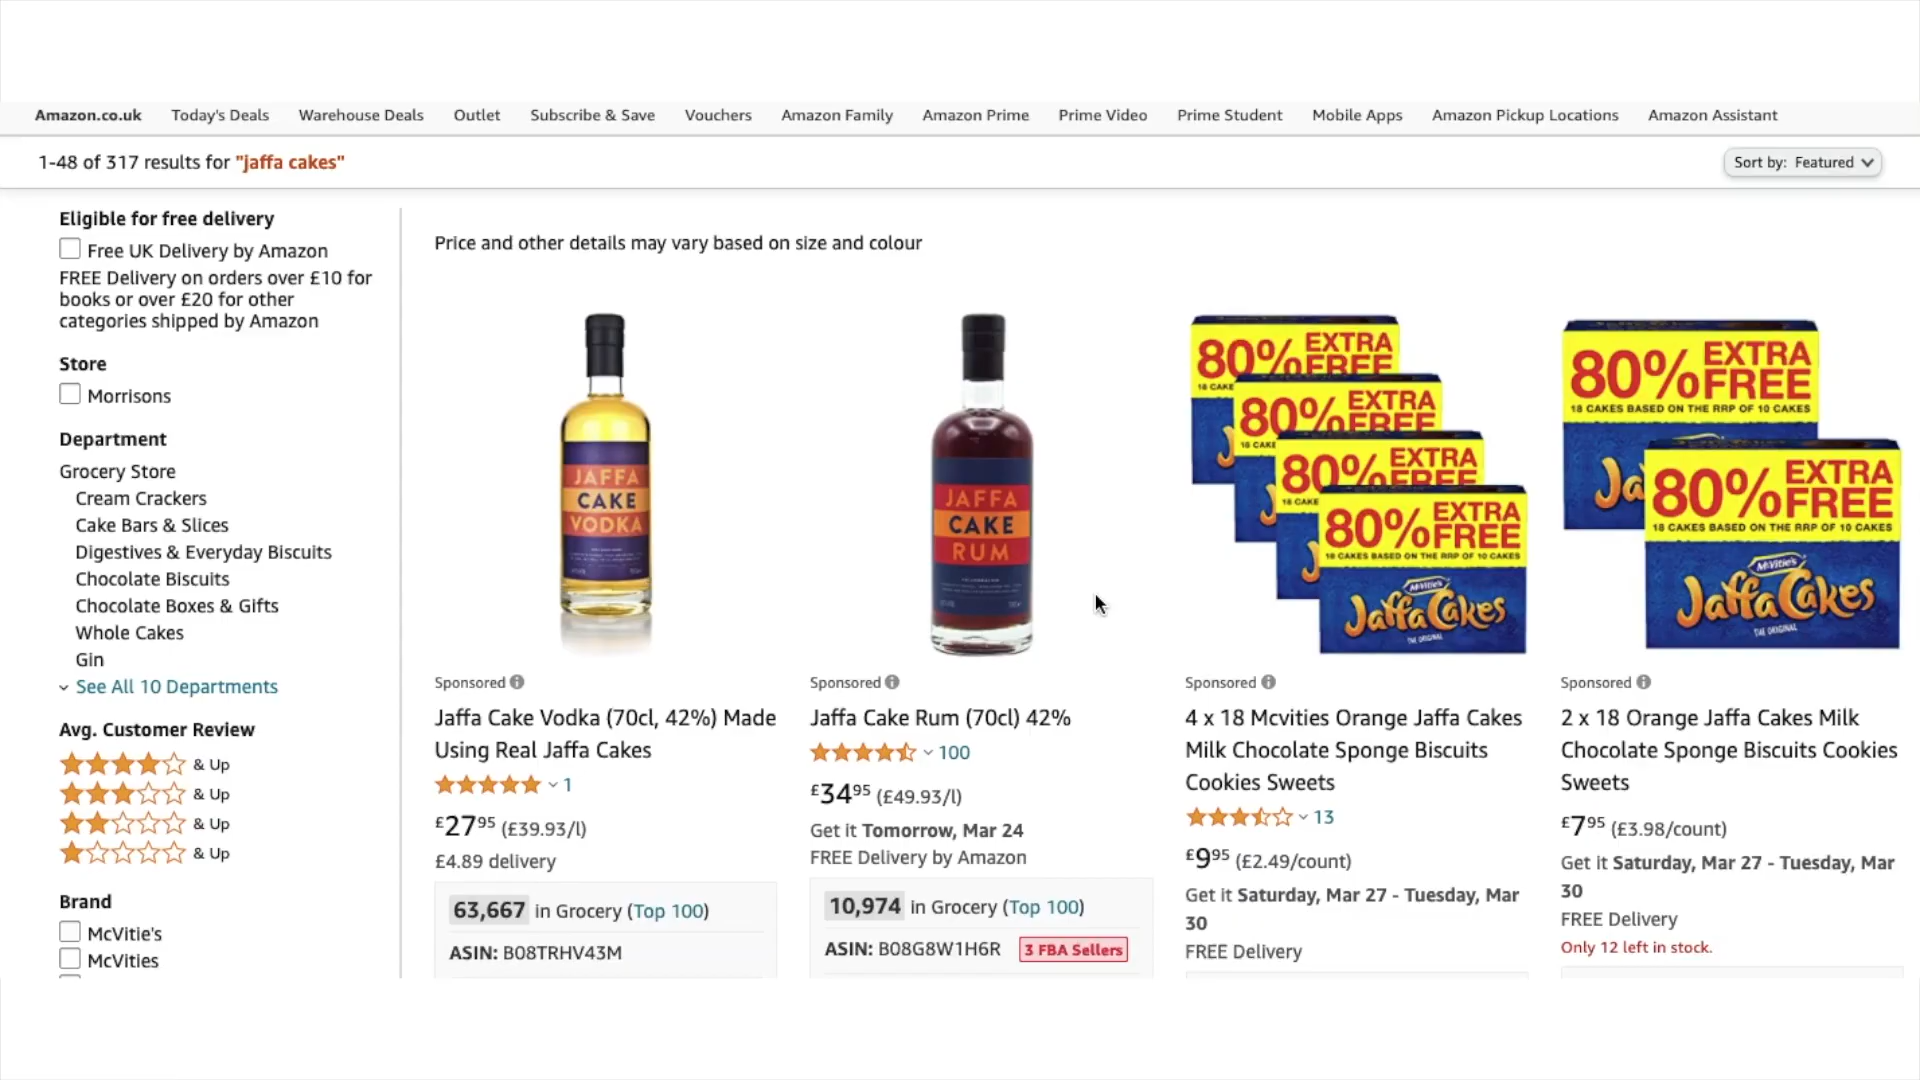 Amazon.co.uk Today's Deals Warehouse Deals Outlet Subscribe & Save Vouchers Amazon Family Amazon Prime Prime Video Prime Student Mobile Apps Amazon Pickup Locations Amazon Assistant
1-48 of 317 results for "jaffa cakes"
Sort by: Featured
Eligible for free delivery
Free UK Delivery by Amazon
FREE Delivery on orders over £10 for
books or over £20 for other
categories shipped by Amazon
Store
Morrisons
Department
Grocery Store
Cream Crackers
Cake Bars & Slices
Digestives & Everyday Biscuits
Chocolate Biscuits
Chocolate Boxes & Gifts
Whole Cakes
Gin
See All 10 Departments
Avg. Customer Review
& Up
& Up
& Up
& Up
Brand
McVitie's
McVities
Price and other details may vary based on size and colour
JAFFA
CAKE
VODKA
Sponsored
Jaffa Cake Vodka (70cl, 42%) Made
Using Real Jaffa Cakes
1
£27.95 (£39.93/l)
£4.89 delivery
63,667 in Grocery (Top 100)
ASIN: B08TRHV43M
JAFFA
CAKE
RUM
Sponsored
Jaffa Cake Rum (70cl) 42%
100
£34.95 (£49.93/l)
Get it Tomorrow, Mar 24
FREE Delivery by Amazon
10,974 in Grocery (Top 100)
ASIN: B08G8W1H6R 3 FBA Sellers
80% EXTRA FREE
18 CAKE
80% EXTRA FREE
18 CAKE
80% EXTRA FREE
18 CAKE
80% EXTRA FREE
18 CAKES BASED ON THE RRP OF 10 CAKES
McVitie's
Jaffa Cakes
THE ORIGINAL
Sponsored
4 x 18 Mcvities Orange Jaffa Cakes
Milk Chocolate Sponge Biscuits
Cookies Sweets
13
£9.95 (£2.49/count)
Get it Saturday, Mar 27 - Tuesday, Mar
30
FREE Delivery
80% EXTRA FREE
18 CAKES BASED ON THE RRP OF 10 CAKES
Ja
80% EXTRA FREE
18 CAKES BASED ON THE RRP OF 10 CAKES
McVitie's
Jaffa Cakes
THE ORIGINAL
Sponsored
2 x 18 Orange Jaffa Cakes Milk
Chocolate Sponge Biscuits Cookies
Sweets
£7.95 (£3.98/count)
Get it Saturday, Mar 27 - Tuesday, Mar
30
FREE Delivery
Only 12 left in stock.